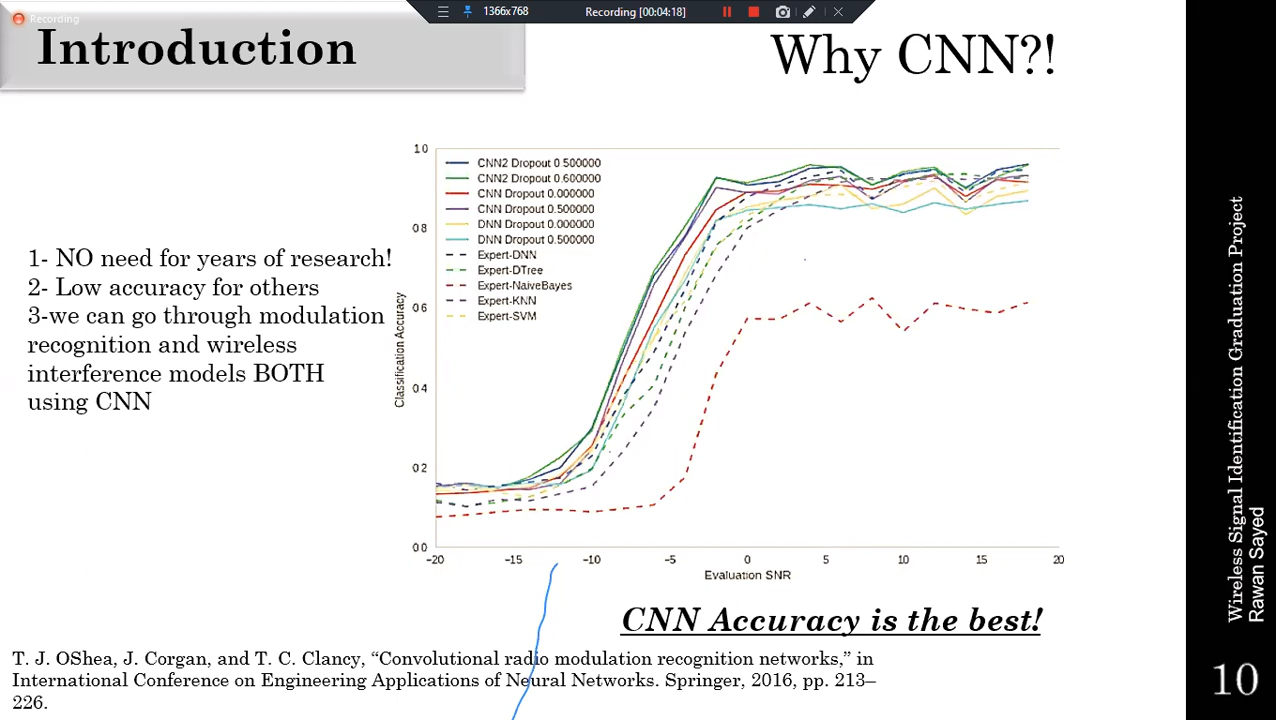 Recording
1366x768
Recording [00:04:18]
Introduction
Why CNN?!
1- NO need for years of research!
2- Low accuracy for others
3-we can go through modulation
recognition and wireless
interference models BOTH
using CNN
Classification Accuracy
1.0
0.8
0.6
0.4
0.2
0.0
CNN2 Dropout 0.500000
CNN2 Dropout 0.600000
CNN Dropout 0.000000
CNN Dropout 0.500000
DNN Dropout 0.000000
DNN Dropout 0.500000
Expert-DNN
Expert-DTree
Expert-NaiveBayes
Expert-KNN
Expert-SVM
−20 −15 −10 −5 0 5 10 15 20
Evaluation SNR
CNN Accuracy is the best!
T. J. OShea, J. Corgan, and T. C. Clancy, “Convolutional radio modulation recognition networks,” in
International Conference on Engineering Applications of Neural Networks. Springer, 2016, pp. 213–
226.
Wireless Signal Identification Graduation Project
Rawan Sayed
10